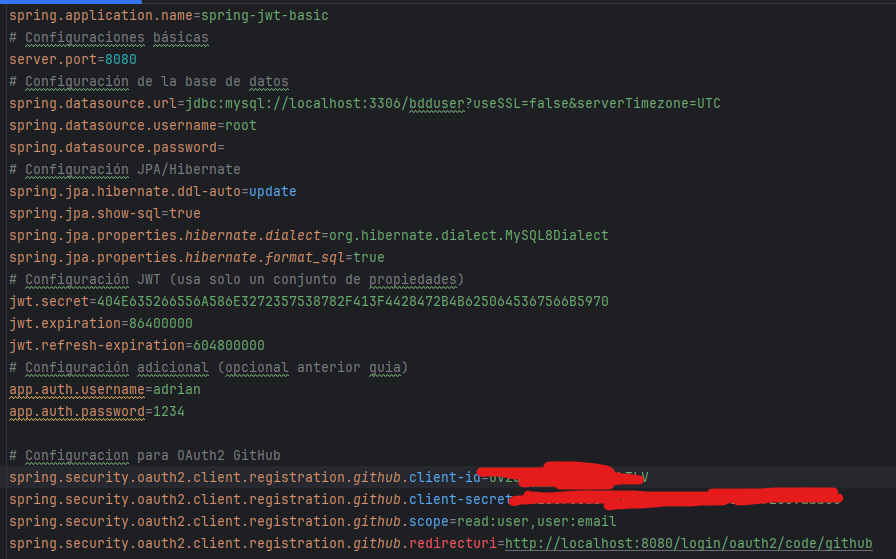 spring.application.name=spring-jwt-basic
# Configuraciones básicas
server.port=8080
# Configuración de la base de datos
spring.datasource.url=jdbc:mysql://localhost:3306/bdduser?useSSL=false&serverTimezone=UTC
spring.datasource.username=root
spring.datasource.password=
# Configuración JPA/Hibernate
spring.jpa.hibernate.ddl-auto=update
spring.jpa.show-sql=true
spring.jpa.properties.hibernate.dialect=org.hibernate.dialect.MySQL8Dialect
spring.jpa.properties.hibernate.format_sql=true
# Configuración JWT (usa solo un conjunto de propiedades)
jwt.secret=404E635266556A586E3272357538782F413F4428472B4B6250645367566B5970
jwt.expiration=86400000
jwt.refresh-expiration=604800000
# Configuración adicional (opcional anterior guia)
app.auth.username=adrian
app.auth.password=1234
# Configuracion para OAuth2 GitHub
spring.security.oauth2.client.registration.github.client-id=
spring.security.oauth2.client.registration.github.client-secret
spring.security.oauth2.client.registration.github.scope=read:user,user:email
spring.security.oauth2.client.registration.github.redirecturi=http://localhost:8080/login/oauth2/code/github